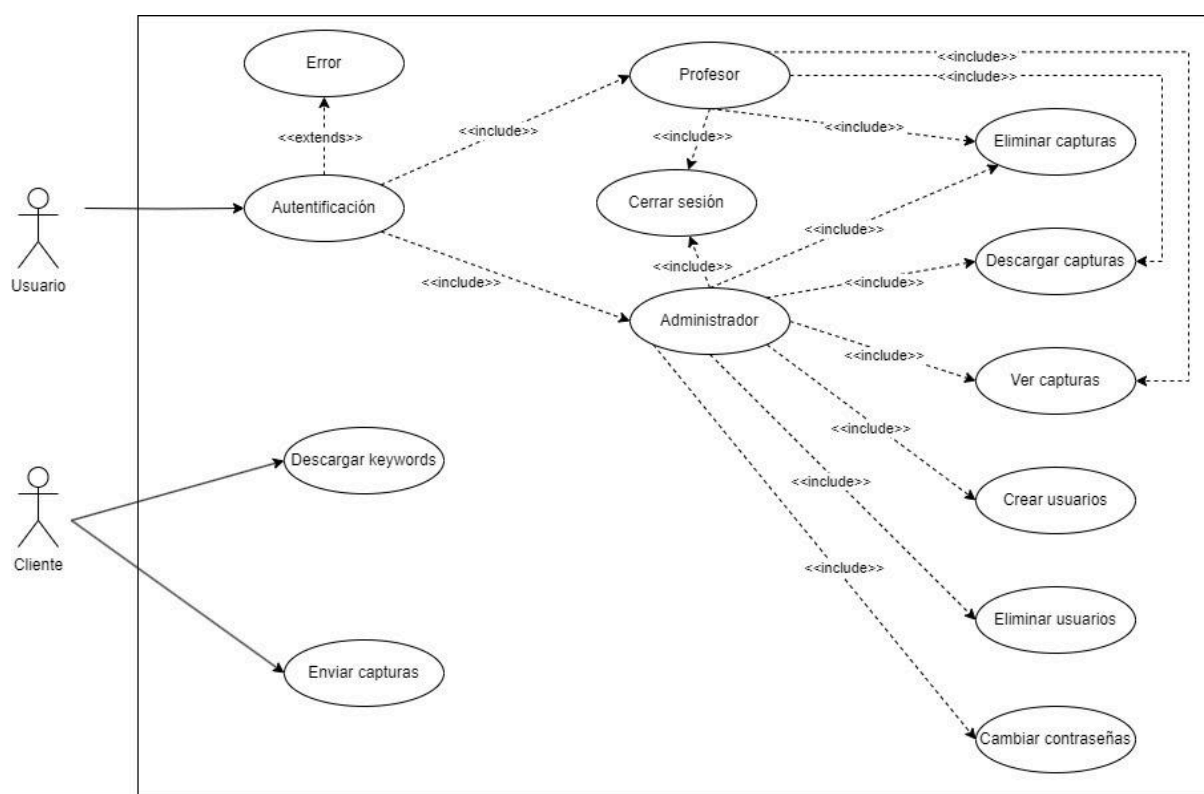 Error
Profesor
<<include>>
<<include>>
<<extends>>
<<include>>
<<include>>
<<include>>
Eliminar capturas
Autentificación
Cerrar sesión
Usuario
<<include>>
<<include>>
<<include>>
<<include>>
Descargar capturas
Administrador
<<include>>
Ver capturas
<<include>>
Descargar keywords
<<include>>
Crear usuarios
Cliente
<<include>>
Eliminar usuarios
Enviar capturas
Cambiar contraseñas